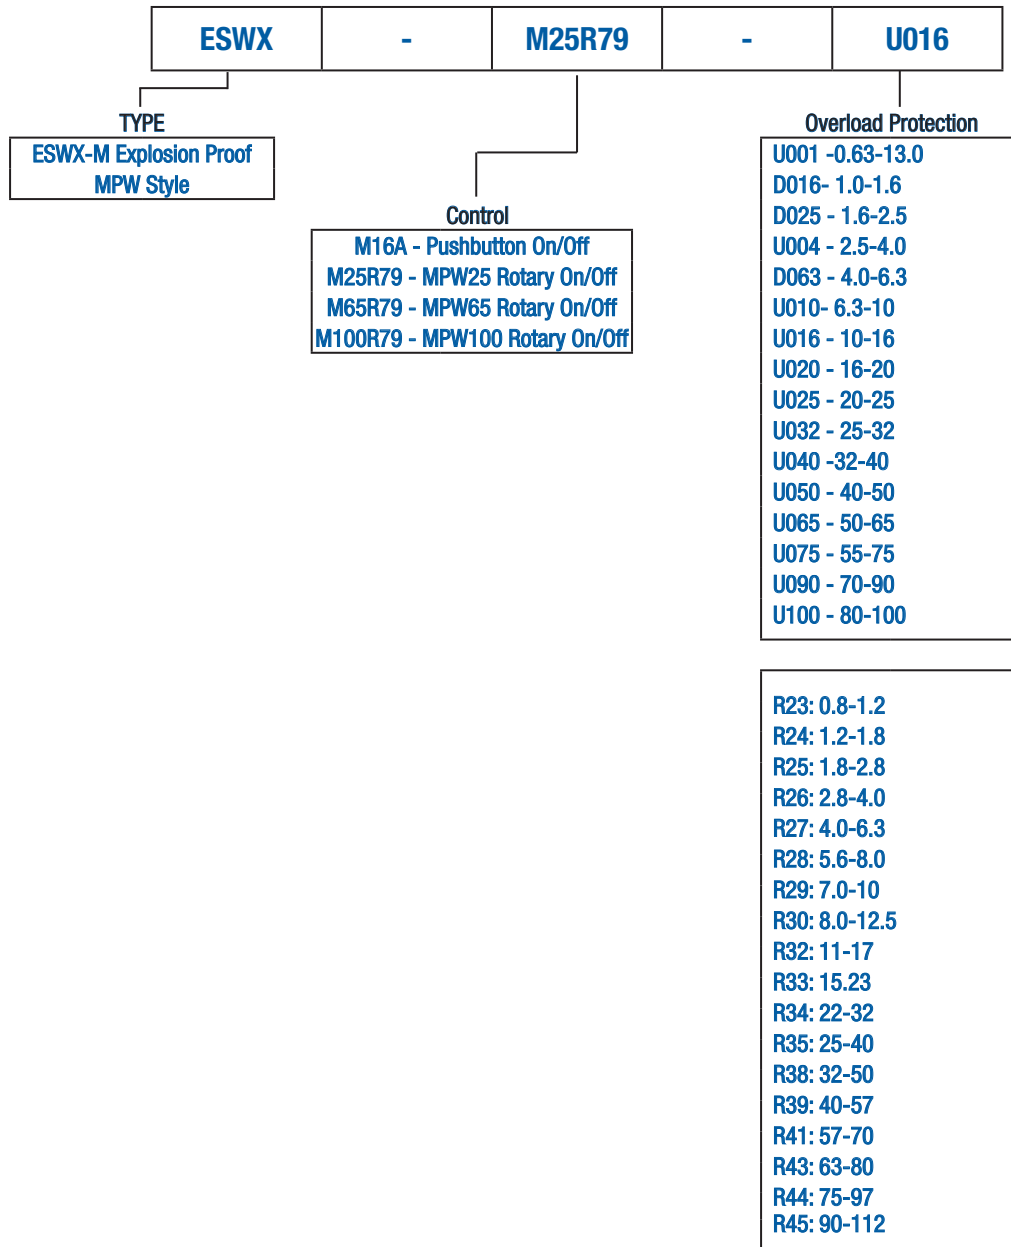 ESWX - M25R79 - U016
TYPE
ESWX-M Explosion Proof
MPW Style
Control
M16A - Pushbutton On/Off
M25R79 - MPW25 Rotary On/Off
M65R79 - MPW65 Rotary On/Off
M100R79 - MPW100 Rotary On/Off
Overload Protection
U001 -0.63-13.0
D016- 1.0-1.6
D025 - 1.6-2.5
U004 - 2.5-4.0
D063 - 4.0-6.3
U010- 6.3-10
U016 - 10-16
U020 - 16-20
U025 - 20-25
U032 - 25-32
U040 -32-40
U050 - 40-50
U065 - 50-65
U075 - 55-75
U090 - 70-90
U100 - 80-100
R23: 0.8-1.2
R24: 1.2-1.8
R25: 1.8-2.8
R26: 2.8-4.0
R27: 4.0-6.3
R28: 5.6-8.0
R29: 7.0-10
R30: 8.0-12.5
R32: 11-17
R33: 15.23
R34: 22-32
R35: 25-40
R38: 32-50
R39: 40-57
R41: 57-70
R43: 63-80
R44: 75-97
R45: 90-112